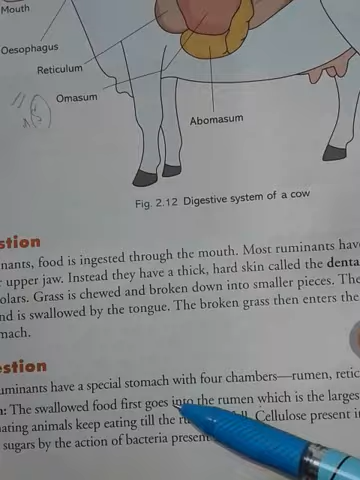 Mouth
Oesophagus
Reticulum
Omasum
Abomasum
Fig. 2.12 Digestive system of a cow
stion
nants, food is ingested through the mouth. Most ruminants hav
upper jaw. Instead they have a thick, hard skin called the denta
olars. Grass is chewed and broken down into smaller pieces. The
nd is swallowed by the tongue. The broken grass then enters the
mach.
estion
uminants have a special stomach with four chambers—rumen, retic
n: The swallowed food first goes into the rumen which is the larges
nating animals keep eating till the full. Cellulose present i
sugars by the action of bacteria present